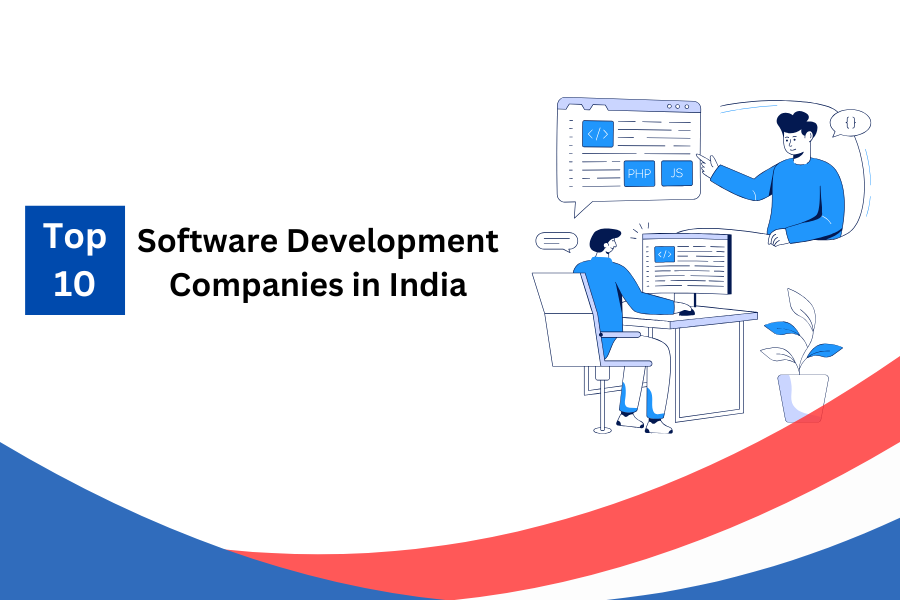 Top
10
Software Development
Companies in India
</>
PHP
JS
{}
</>